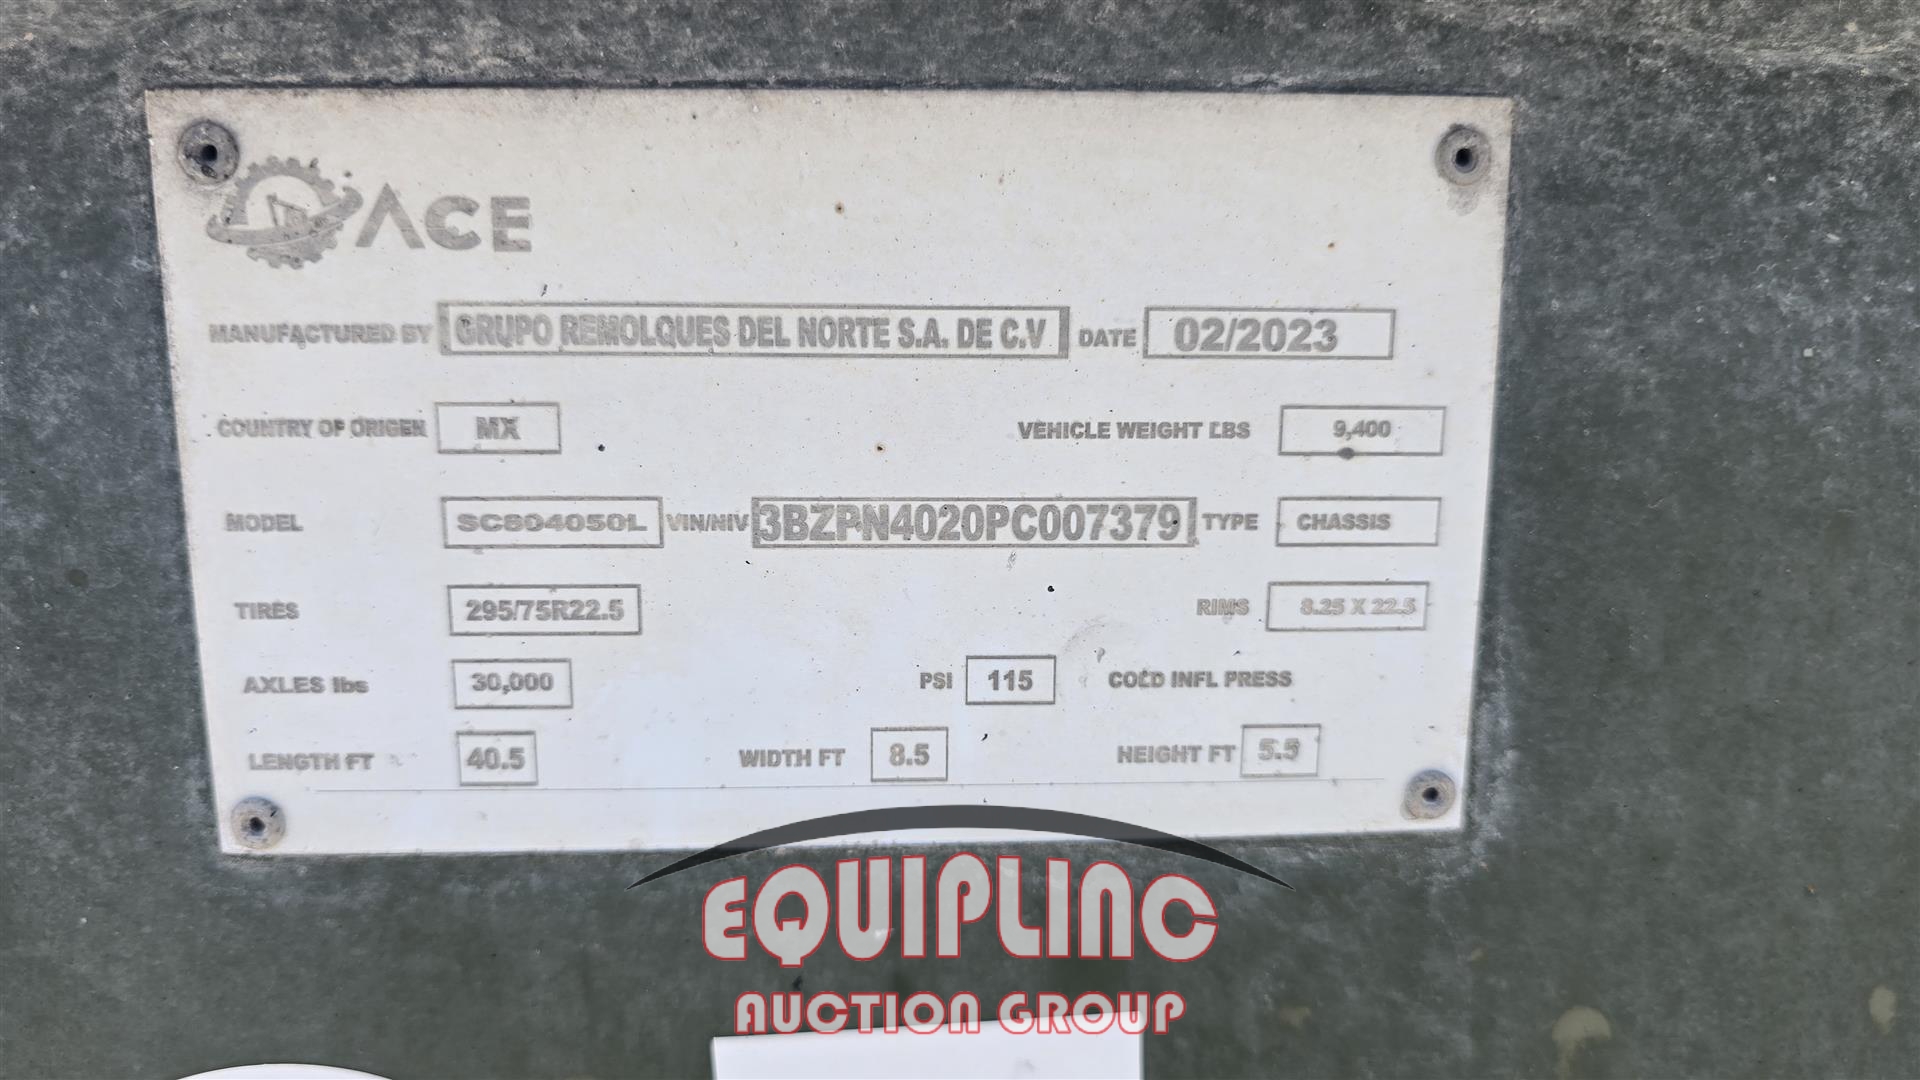 ACE
MANUFACTURED BY GRUPO REMOLQUES DEL NORTE S.A. DE C.V DATE 02/2023
COUNTRY OF ORIGEN MX VEHICLE WEIGHT LBS 9,400
MODEL SC804050L VIN/NIV 3BZPN4020PC007379 TYPE CHASSIS
TIRES 295/75R22.5 RIMS 8.25 X 22.5
AXLES lbs 30,000 PSI 115 COLD INFL PRESS
LENGTH FT 40.5 WIDTH FT 8.5 HEIGHT FT 5.5
EQUIPLINC
AUCTION GROUP